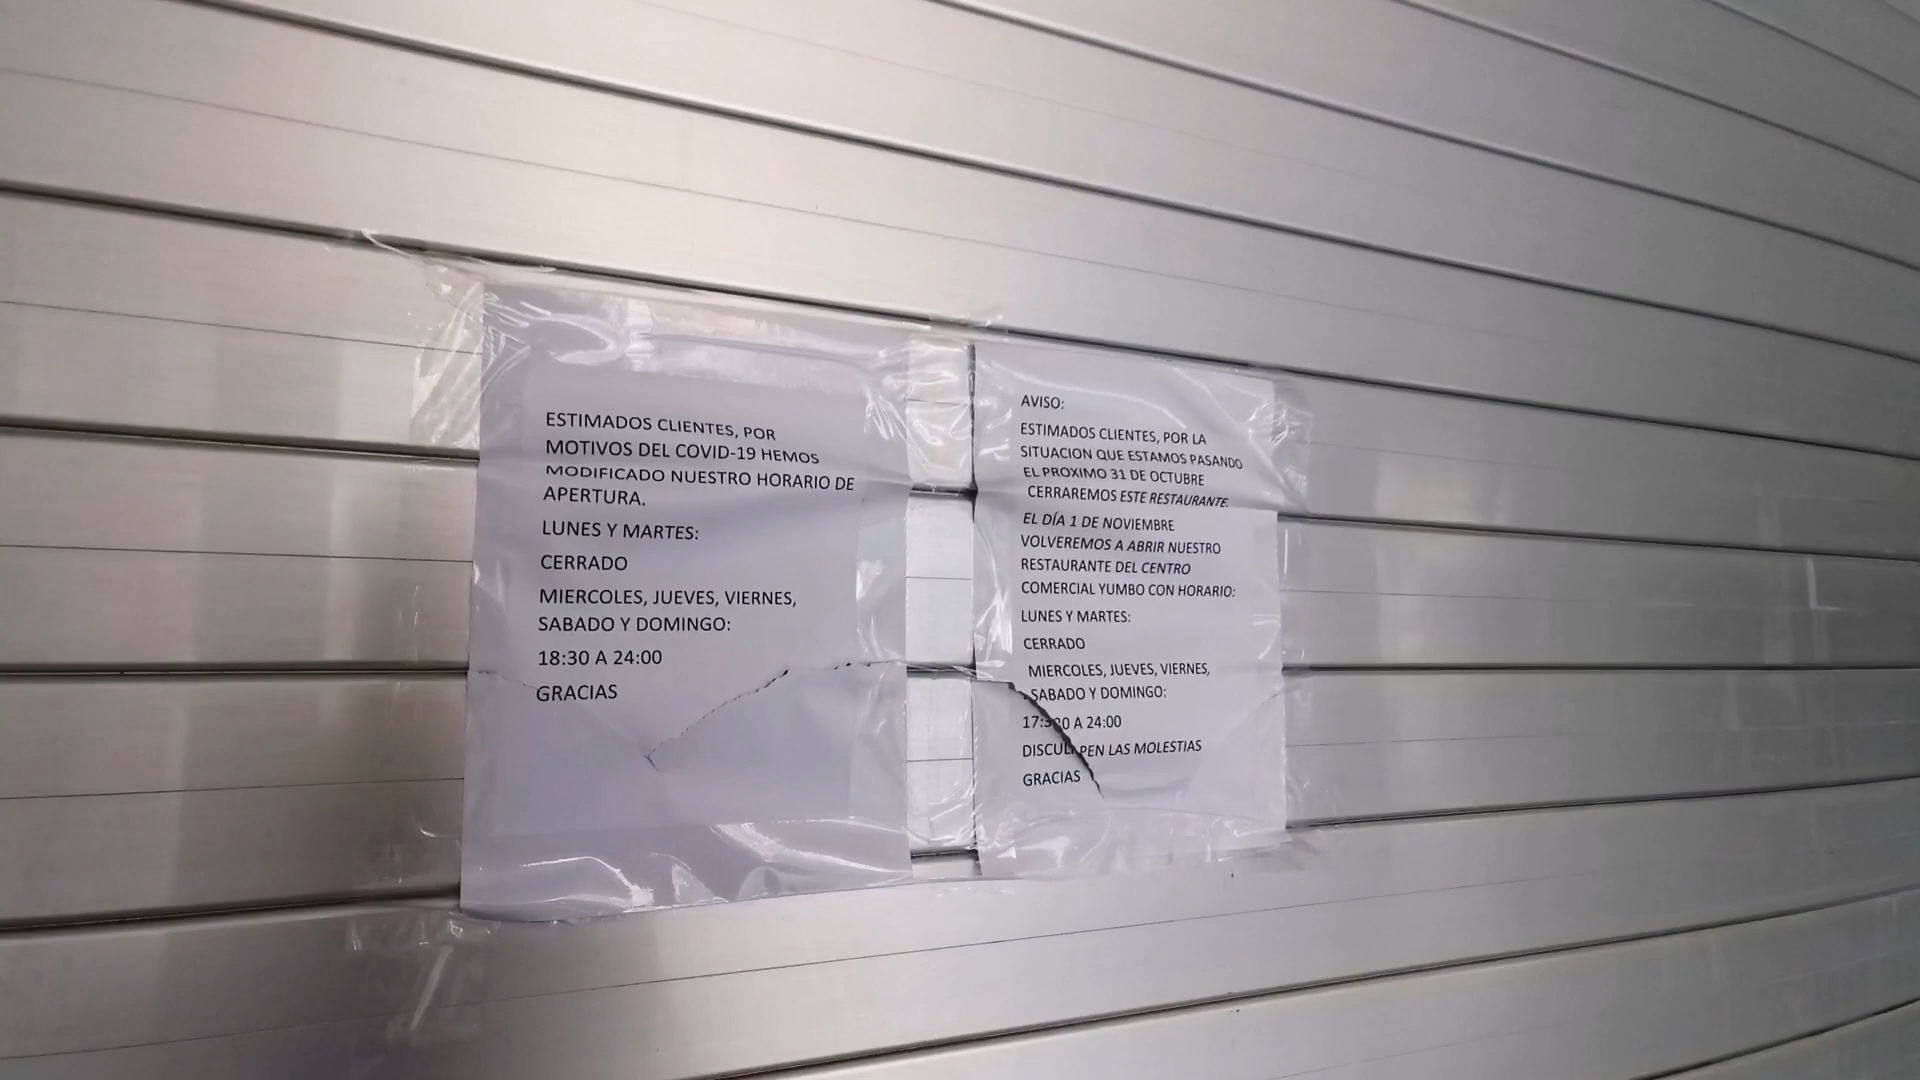 ESTIMADOS CLIENTES, POR
MOTIVOS DEL COVID-19 HEMOS
MODIFICADO NUESTRO HORARIO DE
APERTURA.
LUNES Y MARTES:
CERRADO
MIERCOLES, JUEVES, VIERNES,
SABADO Y DOMINGO:
18:30 A 24:00
GRACIAS
AVISO:
ESTIMADOS CLIENTES, POR LA
SITUACION QUE ESTAMOS PASANDO
EL PROXIMO 31 DE OCTUBRE
CERRAREMOS ESTE RESTAURANTE.
EL DÍA 1 DE NOVIEMBRE
VOLVEREMOS A ABRIR NUESTRO
RESTAURANTE DEL CENTRO
COMERCIAL YUMBO CON HORARIO:
LUNES Y MARTES:
CERRADO
MIERCOLES, JUEVES, VIERNES,
SABADO Y DOMINGO:
17:30 A 24:00
DISCULPEN LAS MOLESTIAS
GRACIAS